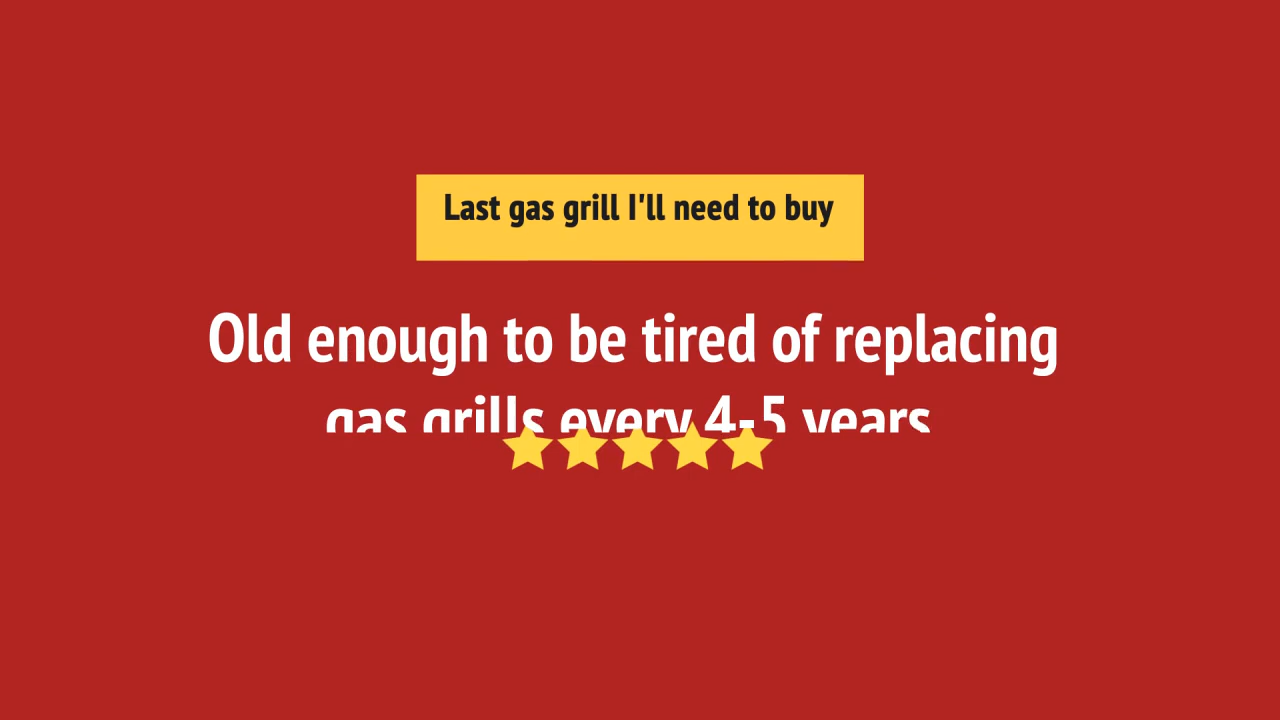 Last gas grill I'll need to buy
Old enough to be tired of replacing
gas grills every 4-5 years